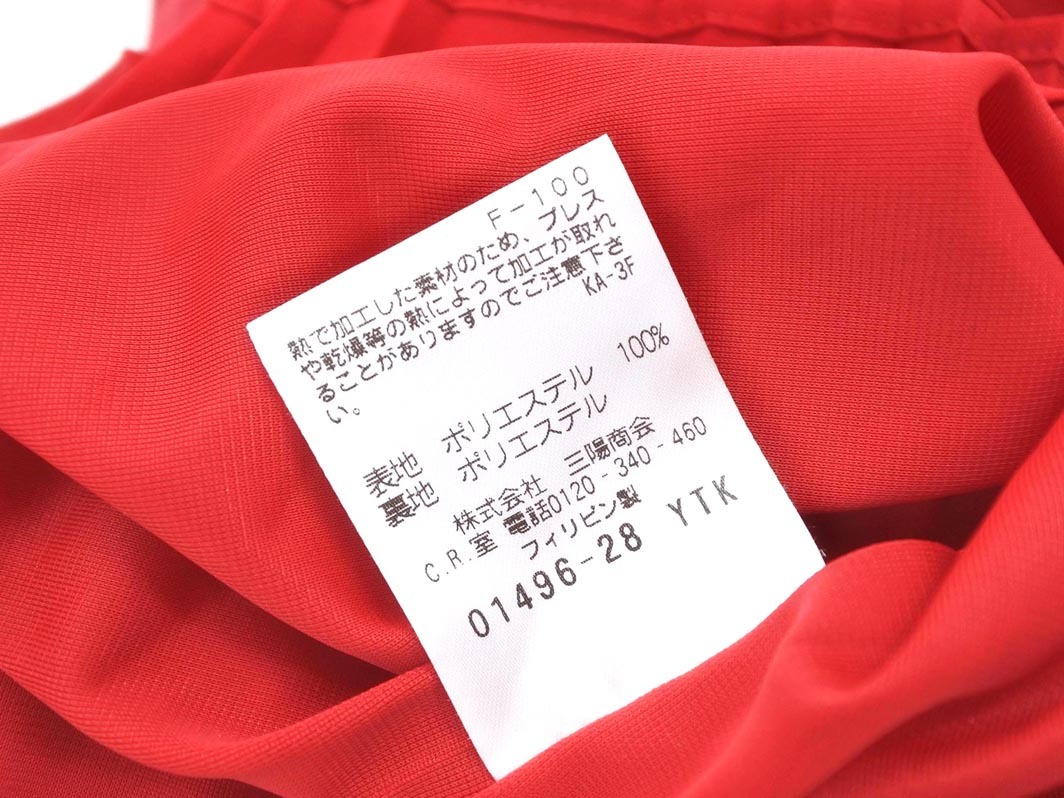 F-100
熱で加工した素材のため、プレス
や乾燥等の熱によって加工が取れ
ることがありますのでご注意下さ
い。
KA-3F
表地 ポリエステル 100%
裏地 ポリエステル
株式会社 三陽商会
C.R.室 電話0120-340-460
フィリピン製
01496-28 YTK